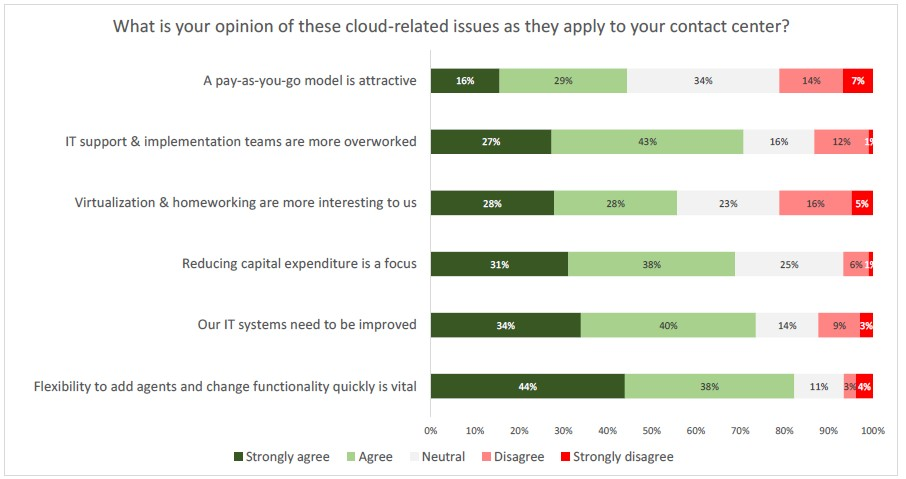 What is your opinion of these cloud-related issues as they apply to your contact center?
A pay-as-you-go model is attractive 16% 29% 34% 14% 7%
IT support & implementation teams are more overworked 27% 43% 16% 12% 1%
Virtualization & homeworking are more interesting to us 28% 28% 23% 16% 5%
Reducing capital expenditure is a focus 31% 38% 25% 6% 1%
Our IT systems need to be improved 34% 40% 14% 9% 3%
Flexibility to add agents and change functionality quickly is vital 44% 38% 11% 3% 4%
0% 10% 20% 30% 40% 50% 60% 70% 80% 90% 100%
Strongly agree Agree Neutral Disagree Strongly disagree